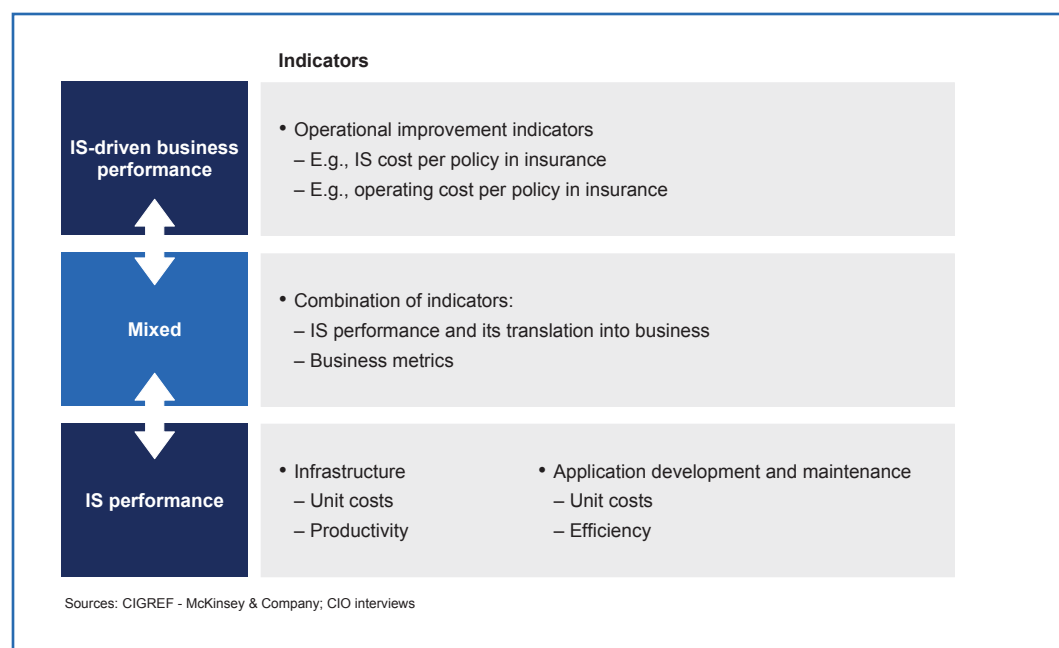 Indicators
IS-driven business
performance
• Operational improvement indicators
– E.g., IS cost per policy in insurance
– E.g., operating cost per policy in insurance
Mixed
• Combination of indicators:
– IS performance and its translation into business
– Business metrics
IS performance
• Infrastructure
– Unit costs
– Productivity
• Application development and maintenance
– Unit costs
– Efficiency
Sources: CIGREF - McKinsey & Company; CIO interviews